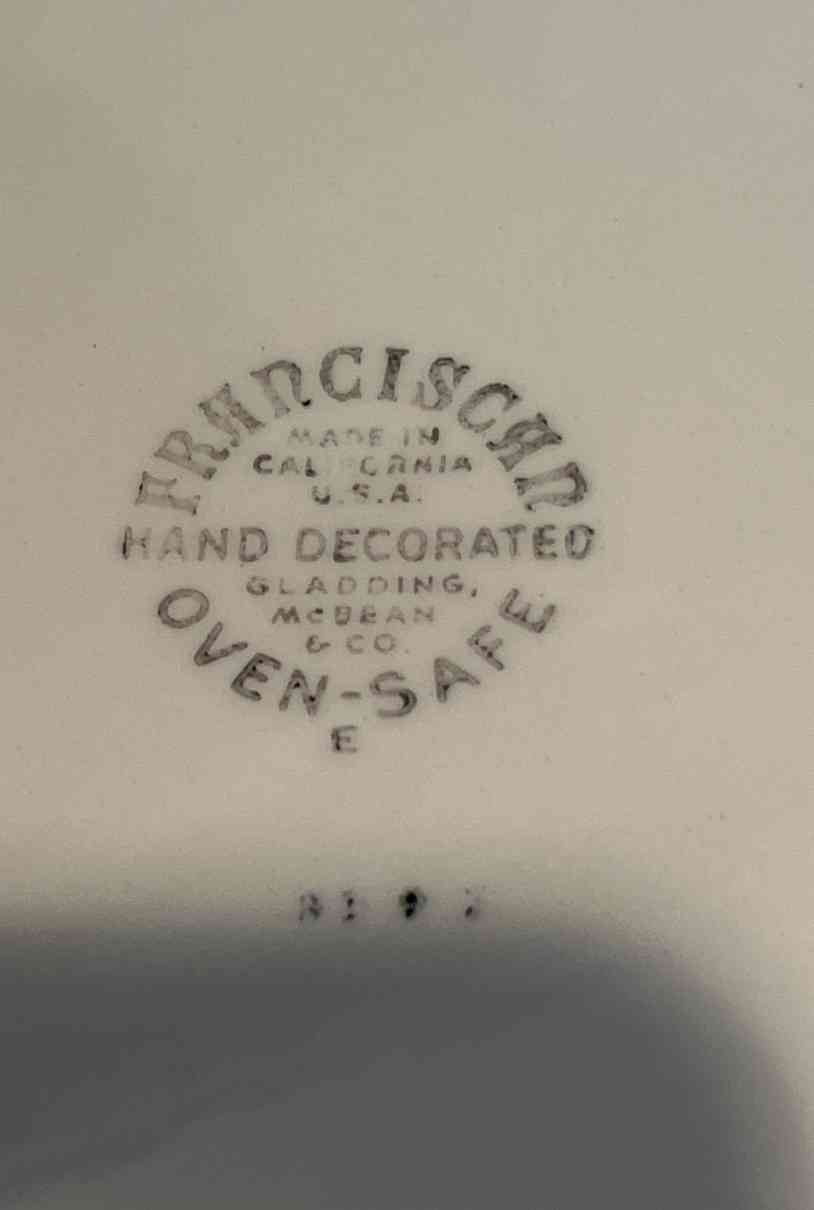 FRANCISCAN
MADE IN
CALIFORNIA
U.S.A.
HAND DECORATED
GLADDING,
McBEAN
& CO.
OVEN-SAFE
E